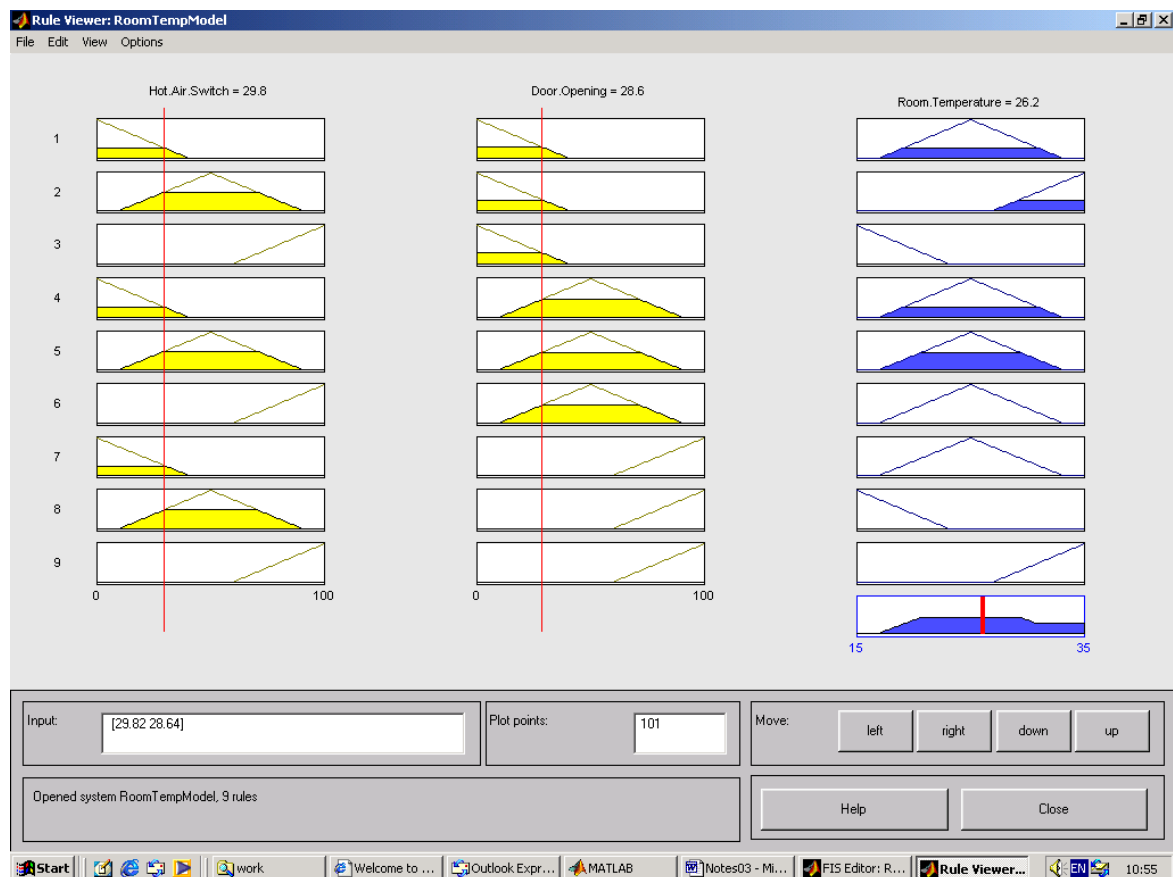 Rule Viewer: RoomTempModel
File Edit View Options
Hot.Air.Switch = 29.8
Door.Opening = 28.6
Room.Temperature = 26.2
1
2
3
4
5
6
7
8
9
0 100
0 100
15 35
Input: [29.82 28.64]
Plot points: 101
Move: left right down up
Opened system RoomTempModel, 9 rules
Help Close
Start work Welcome to ... Outlook Expr... MATLAB Notes03 - Mi... FIS Editor: R... Rule Viewer... EN 10:55